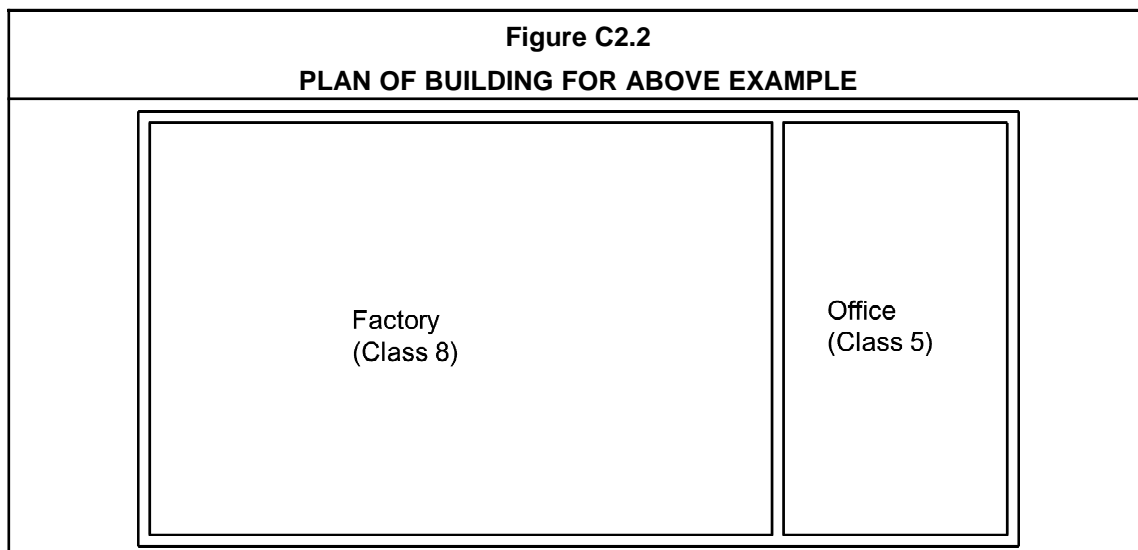 Figure C2.2
PLAN OF BUILDING FOR ABOVE EXAMPLE
Factory
(Class 8)
Office
(Class 5)